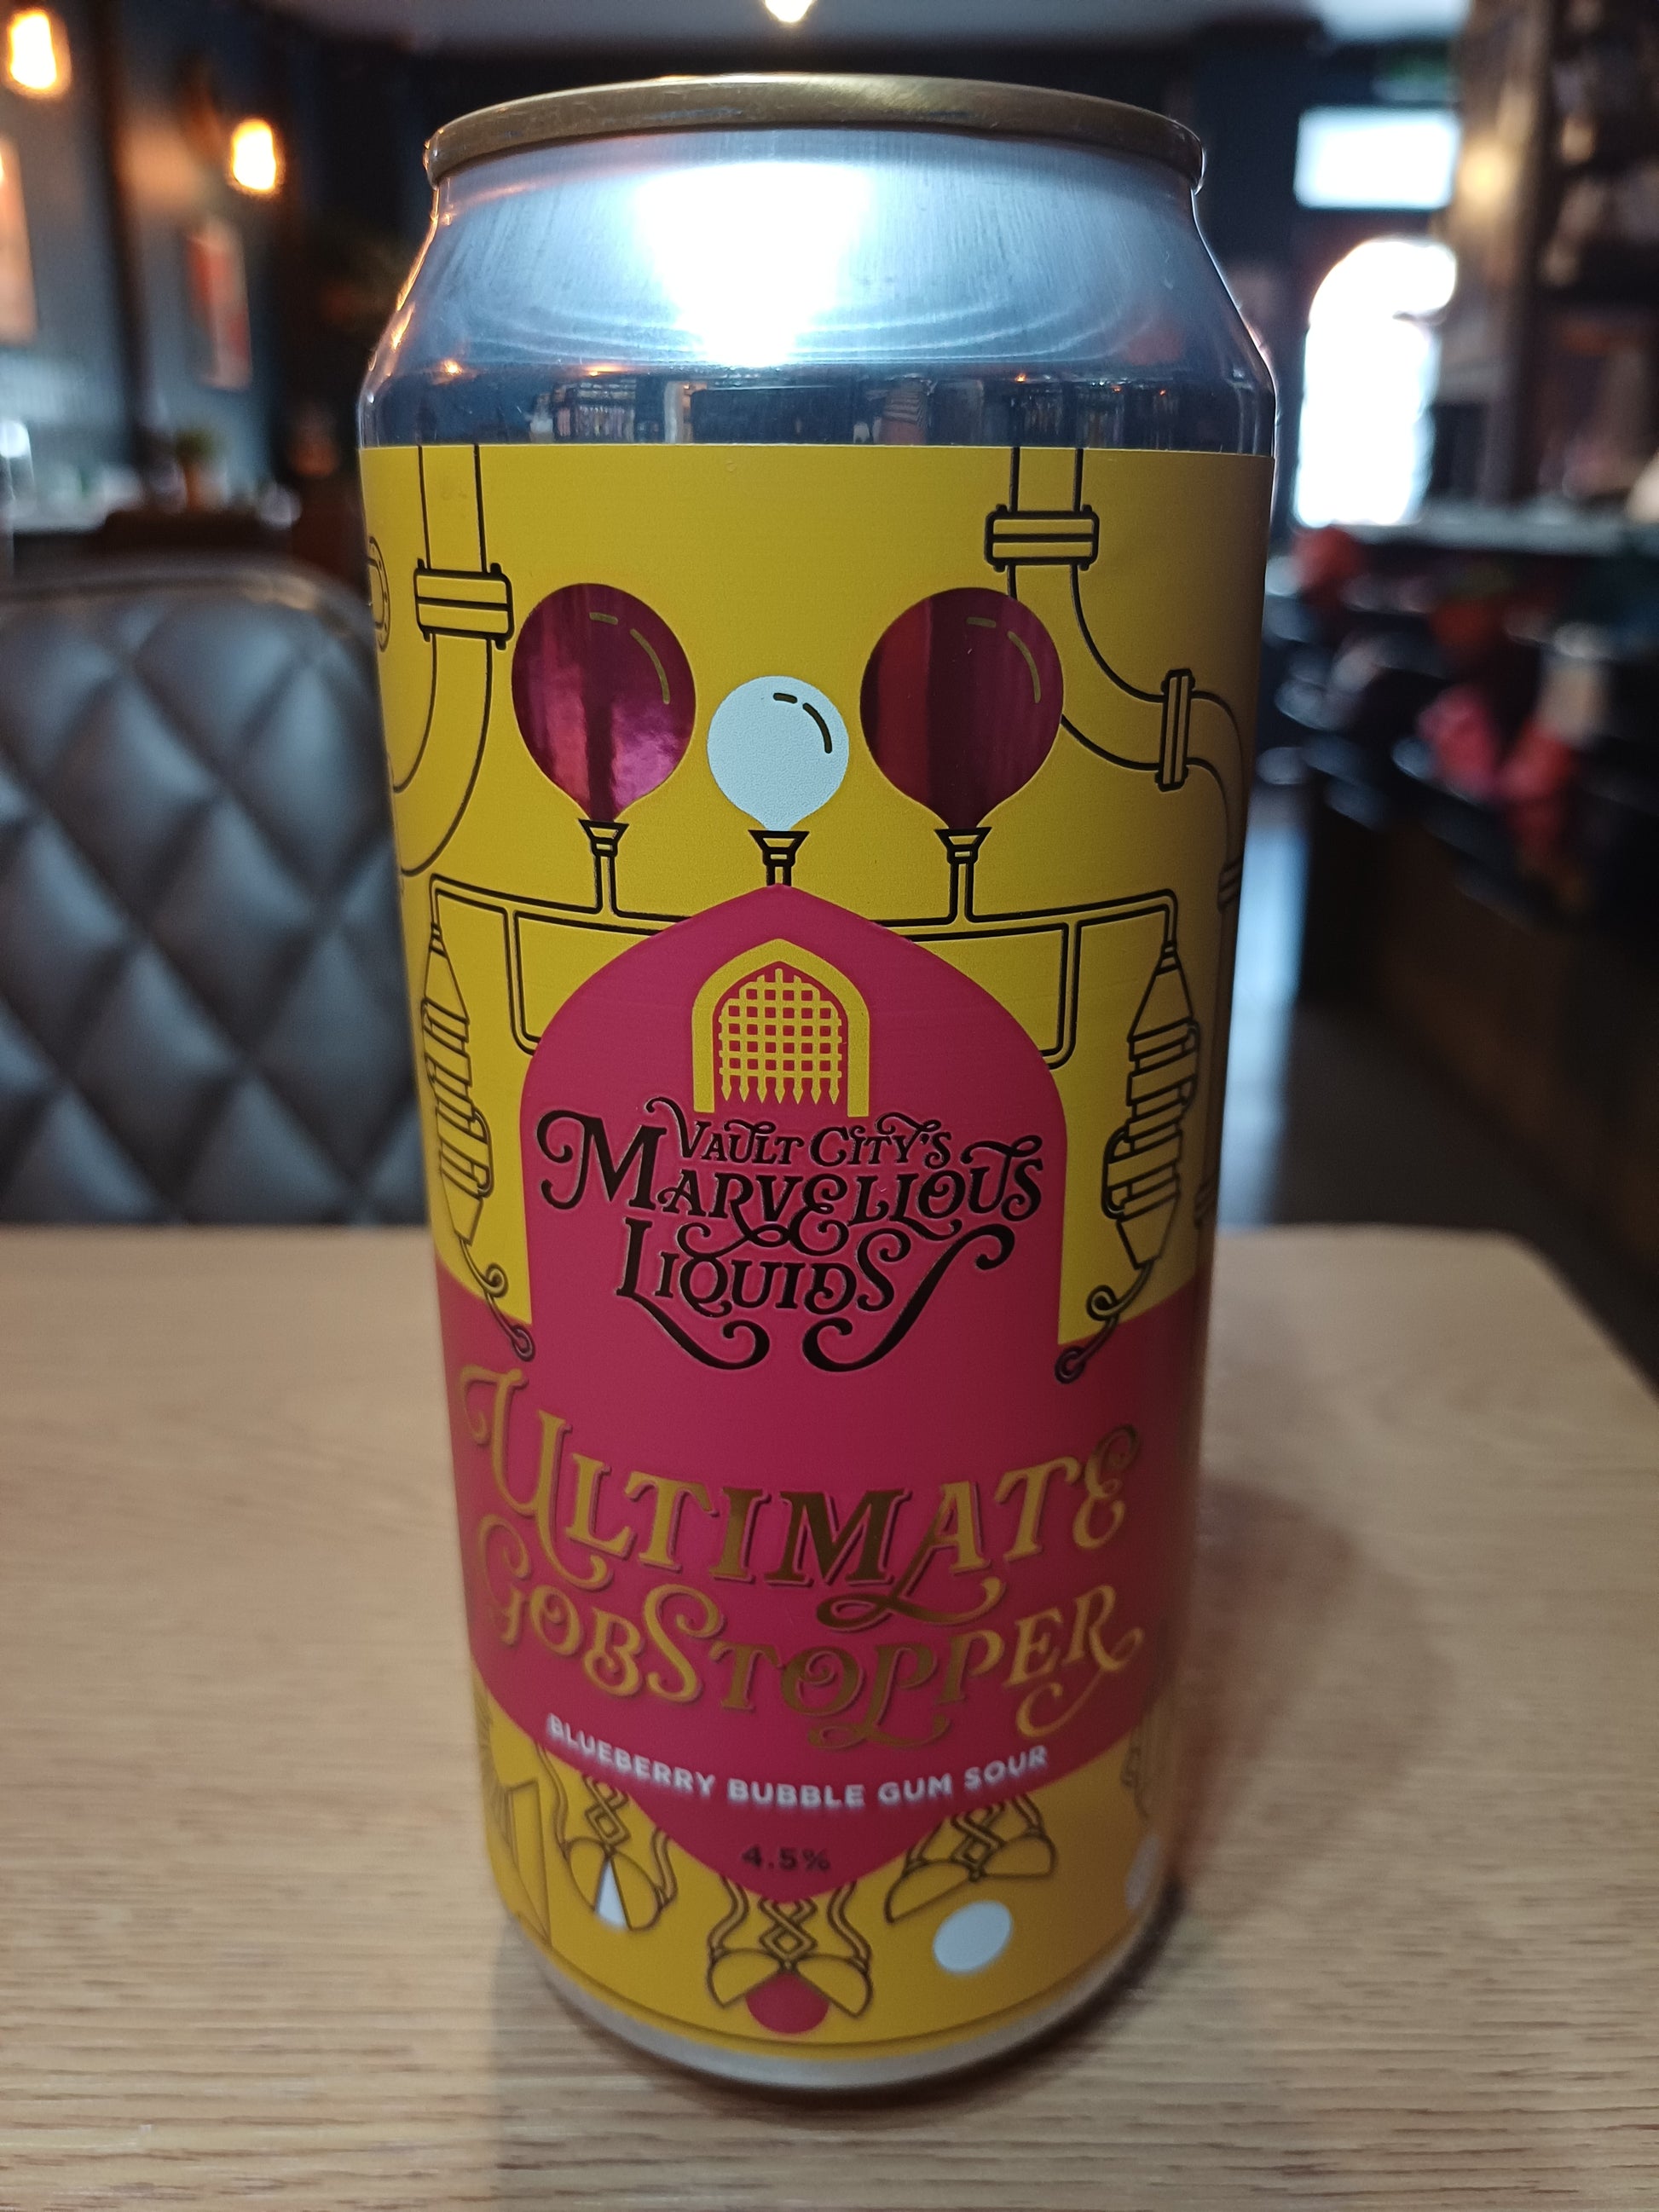 VAULT CITY'S
MARVELLOUS
LIQUIDS
ULTIMATE
GOBSTOPPER
BLUEBERRY BUBBLE GUM SOUR
4.5%